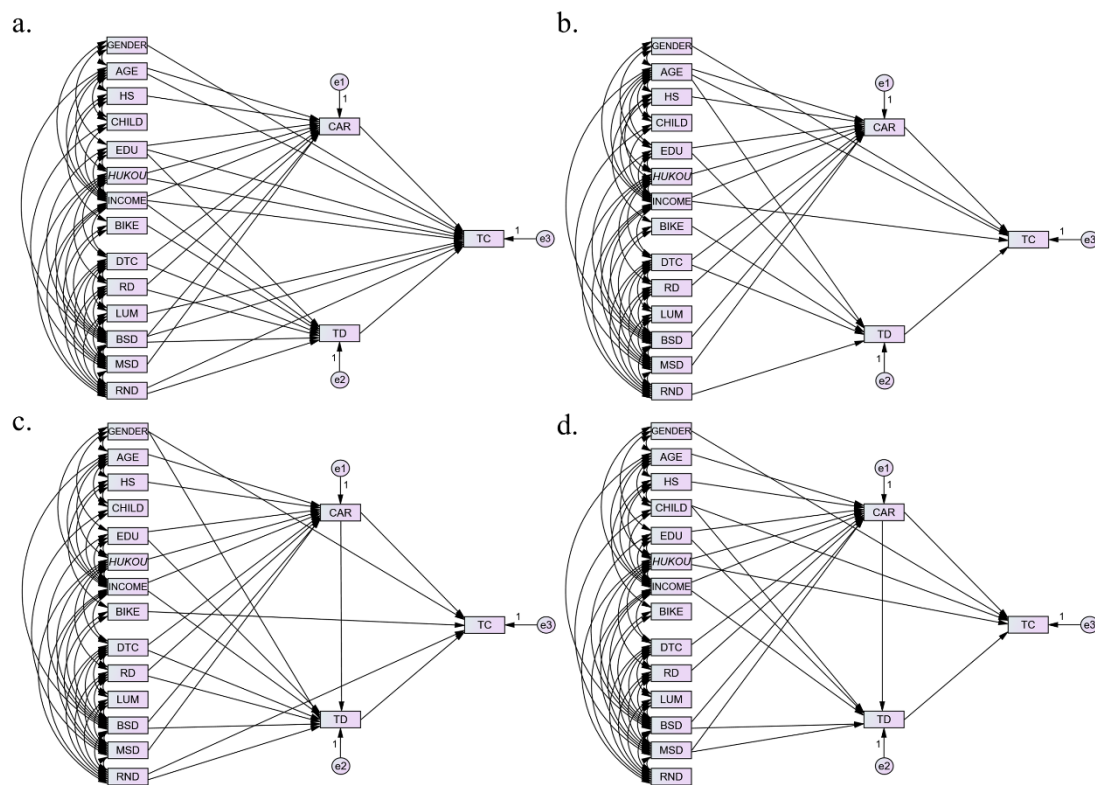 a.
GENDER
AGE
HS
CHILD
EDU
HUKOU
INCOME
BIKE
DTC
RD
LUM
BSD
MSD
RND
e1
1
CAR
TC
1
e3
TD
1
e2
b.
GENDER
AGE
HS
CHILD
EDU
HUKOU
INCOME
BIKE
DTC
RD
LUM
BSD
MSD
RND
e1
1
CAR
TC
1
e3
TD
1
e2
c.
GENDER
AGE
HS
CHILD
EDU
HUKOU
INCOME
BIKE
DTC
RD
LUM
BSD
MSD
RND
e1
1
CAR
TC
1
e3
TD
1
e2
d.
GENDER
AGE
HS
CHILD
EDU
HUKOU
INCOME
BIKE
DTC
RD
LUM
BSD
MSD
RND
e1
1
CAR
TC
1
e3
TD
1
e2